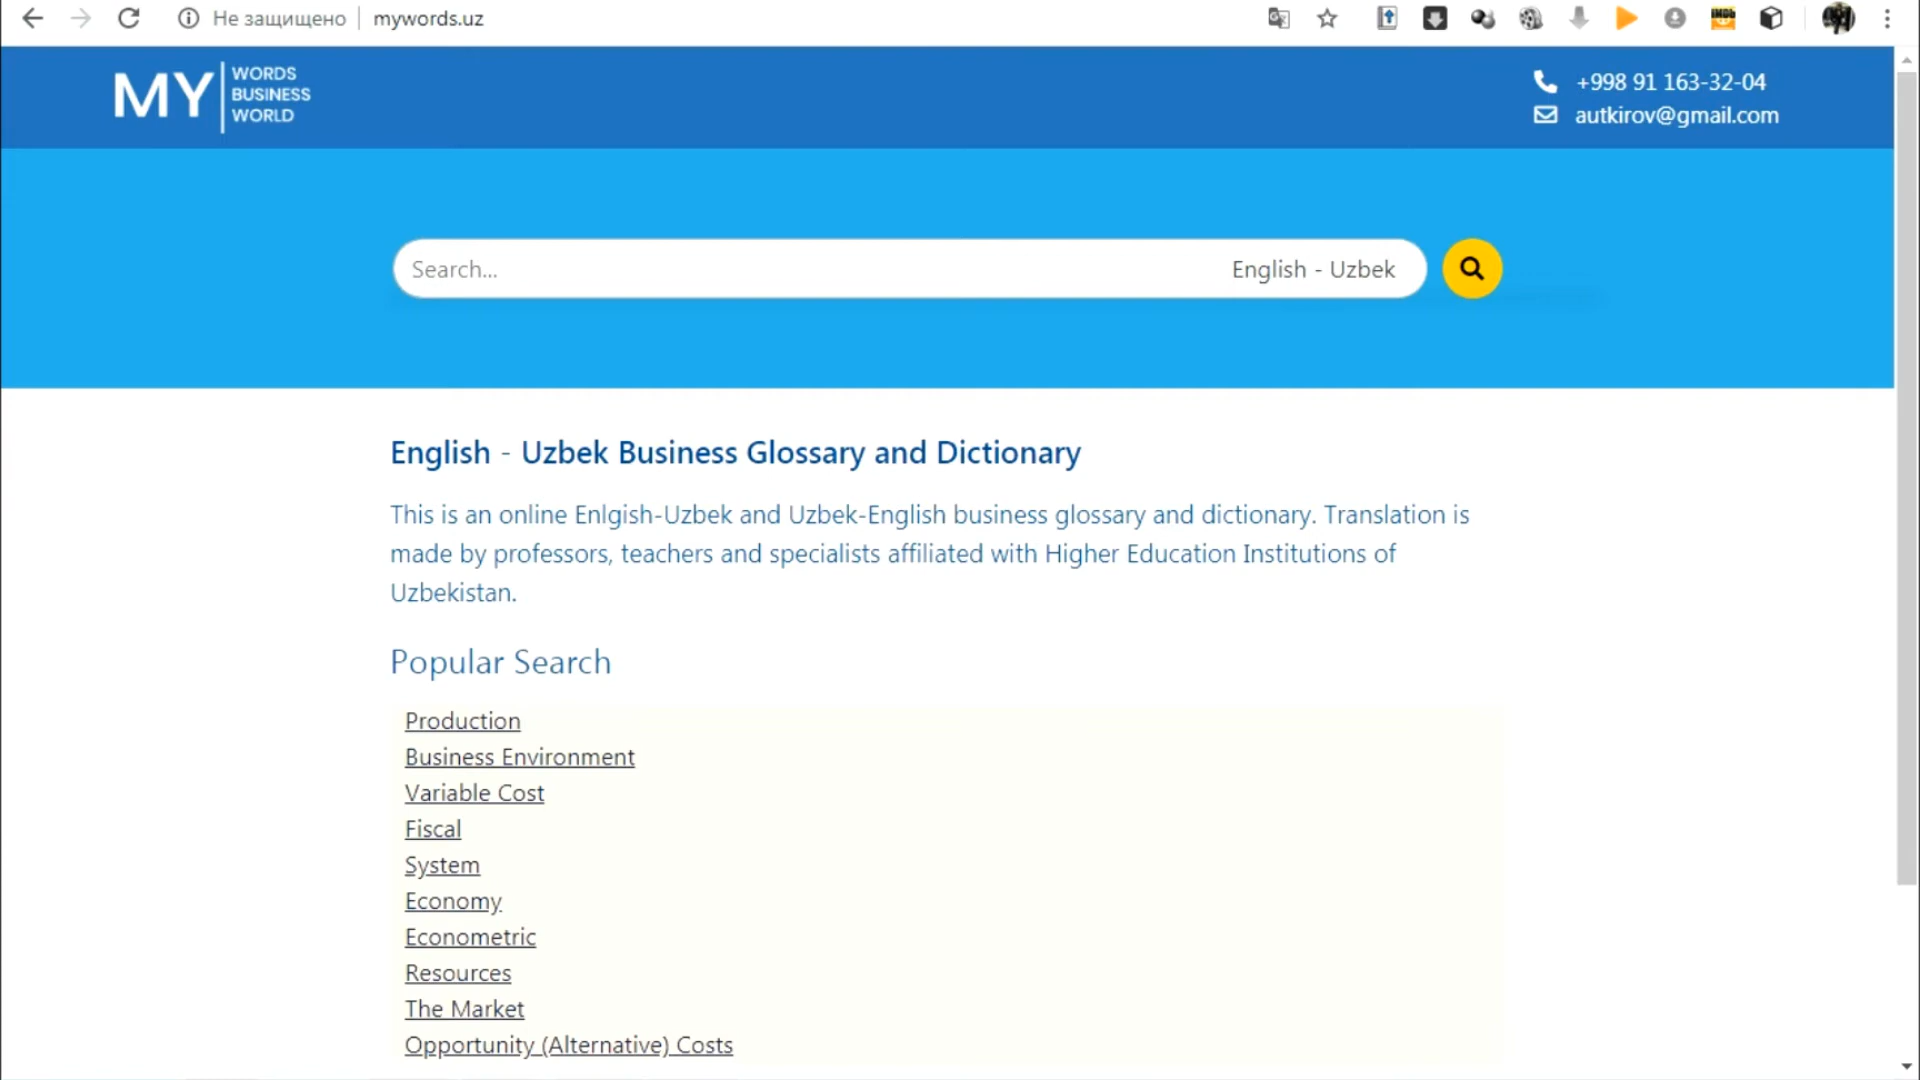 Не защищено
mywords.uz
IMDb
MY WORDS
BUSINESS
WORLD
+998 91 163-32-04
autkirov@gmail.com
Search...
English - Uzbek
English - Uzbek Business Glossary and Dictionary
This is an online Enlgish-Uzbek and Uzbek-English business glossary and dictionary. Translation is
made by professors, teachers and specialists affiliated with Higher Education Institutions of
Uzbekistan.
Popular Search
Production
Business Environment
Variable Cost
Fiscal
System
Economy
Econometric
Resources
The Market
Opportunity (Alternative) Costs